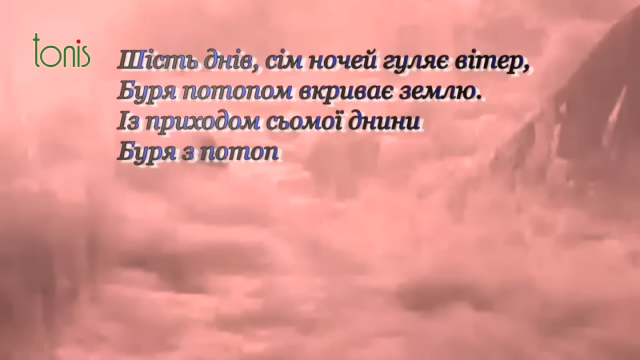 tonis
Шість днів, сім ночей гуляє вітер,
Буря потопом вкриває землю.
Із приходом сьомої днини
Буря з потоп